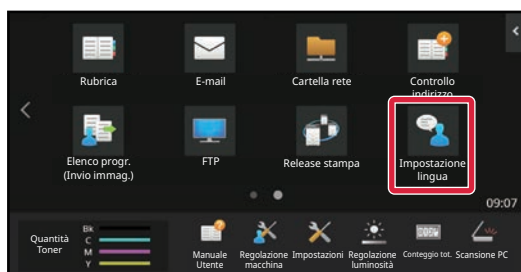 Rubrica
E-mail
Cartella rete
Controllo
indirizzo
Elenco progr.
(Invio immag.)
FTP
Release stampa
Impostazione
lingua
09:07
Quantità
Toner
Bk
C
M
Y
Manuale
Utente
Regolazione
macchina
Impostazioni
Regolazione
luminosità
Conteggio tot.
Scansione PC